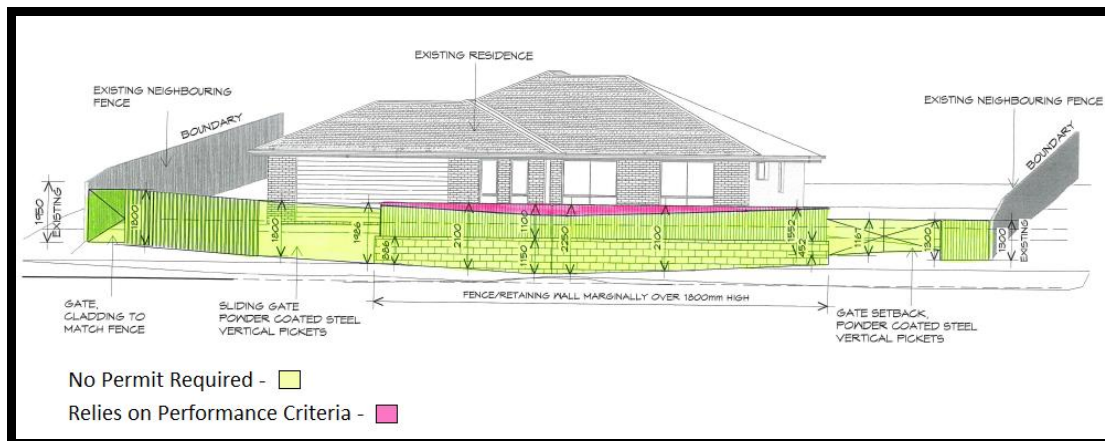 EXISTING RESIDENCE
EXISTING NEIGHBOURING
FENCE
BOUNDARY
EXISTING NEIGHBOURING FENCE
BOUNDARY
1950
EXISTING
1800
1800
1986
886
2100
1100
1150
2250
2100
1552
452
1167
1300
1300
EXISTING
FENCE/RETAINING WALL MARGINALLY OVER 1800mm HIGH
GATE,
CLADDING TO
MATCH FENCE
SLIDING GATE
POWDER COATED STEEL
VERTICAL PICKETS
GATE SETBACK,
POWDER COATED STEEL
VERTICAL PICKETS
No Permit Required -
Relies on Performance Criteria -